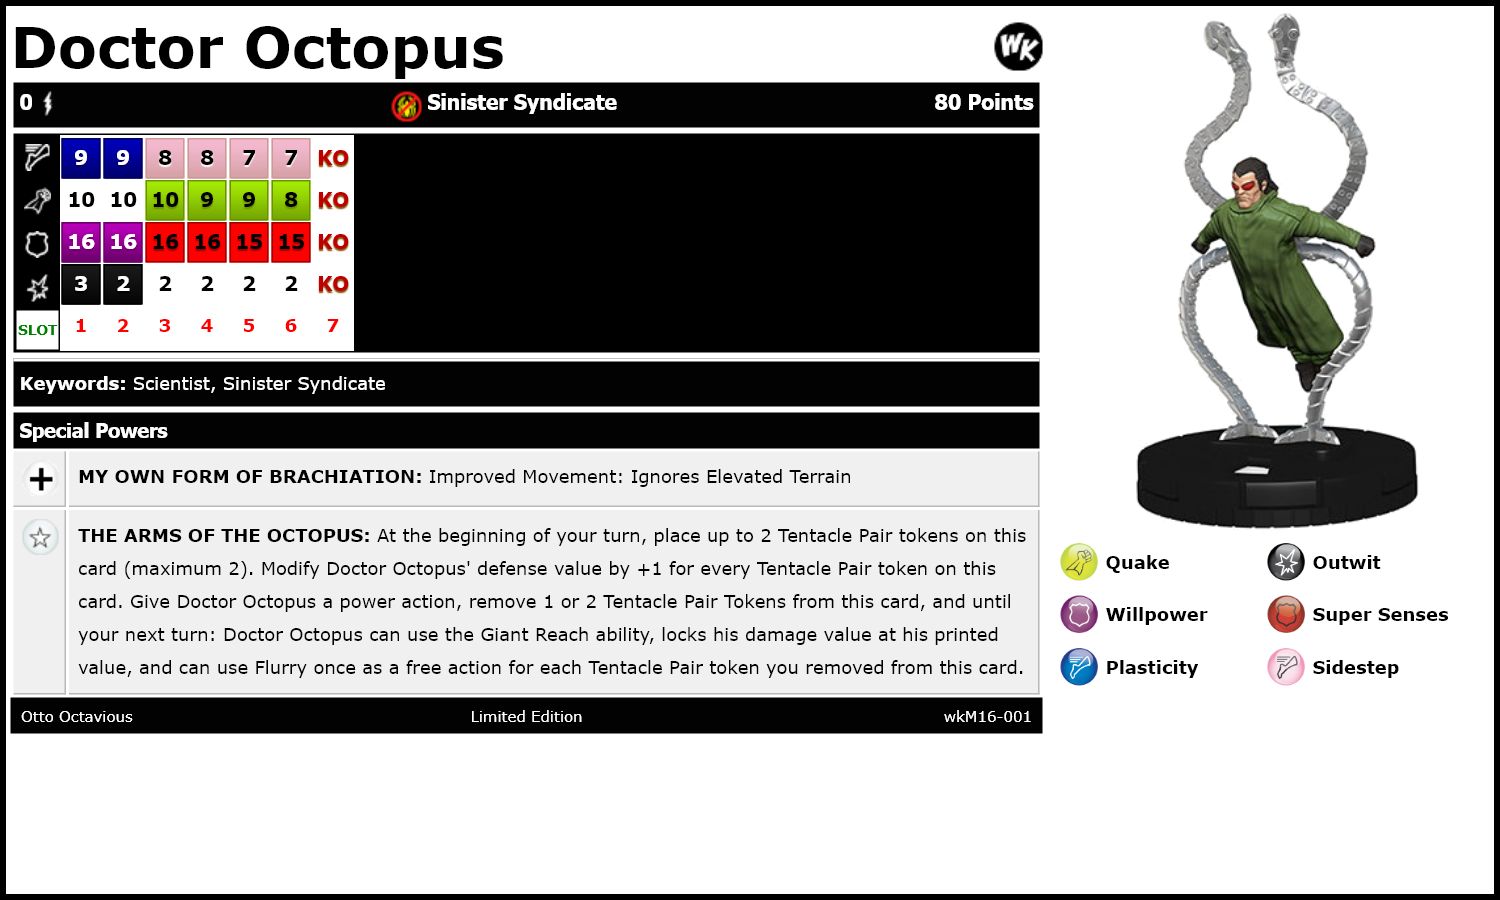 Doctor Octopus
WK
0 Sinister Syndicate 80 Points
9 9 8 8 7 7 KO
10 10 10 9 9 8 KO
16 16 16 16 15 15 KO
3 2 2 2 2 2 KO
SLOT 1 2 3 4 5 6 7
Keywords: Scientist, Sinister Syndicate
Special Powers
MY OWN FORM OF BRACHIATION: Improved Movement: Ignores Elevated Terrain
THE ARMS OF THE OCTOPUS: At the beginning of your turn, place up to 2 Tentacle Pair tokens on this
card (maximum 2). Modify Doctor Octopus' defense value by +1 for every Tentacle Pair token on this
card. Give Doctor Octopus a power action, remove 1 or 2 Tentacle Pair Tokens from this card, and until
your next turn: Doctor Octopus can use the Giant Reach ability, locks his damage value at his printed
value, and can use Flurry once as a free action for each Tentacle Pair token you removed from this card.
Otto Octavious Limited Edition wkM16-001
Quake Outwit
Willpower Super Senses
Plasticity Sidestep